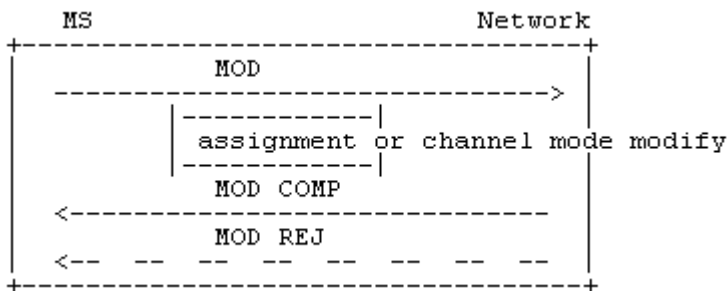 MS Network
MOD
assignment or channel mode modify
MOD COMP
MOD REJ